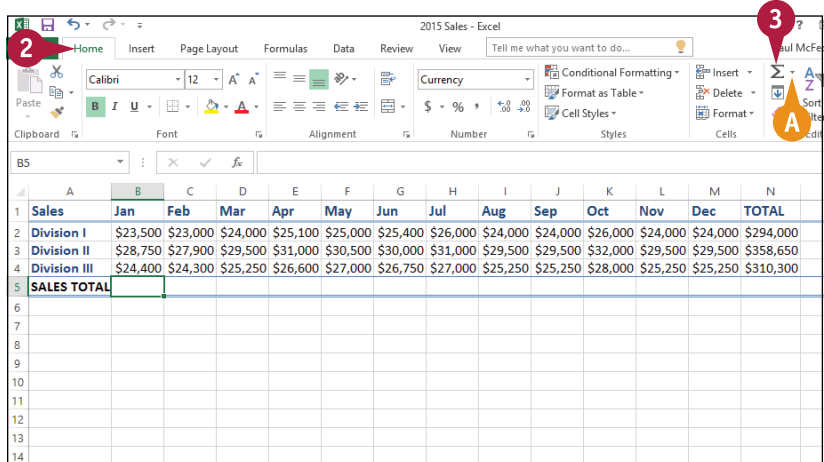 2015 Sales - Excel
3
?
2
Home Insert Page Layout Formulas Data Review View Tell me what you want to do...
Calibri 12 A A Currency Conditional Formatting Insert Σ A Z
Paste Format as Table Delete
B I U A $ % , Cell Styles Format Sort
A
Clipboard Font Alignment Number Styles Cells
B5 fx
A B C D E F G H I J K L M N
1 Sales Jan Feb Mar Apr May Jun Jul Aug Sep Oct Nov Dec TOTAL
2 Division I $23,500 $23,000 $24,000 $25,100 $25,000 $25,400 $26,000 $24,000 $24,000 $26,000 $24,000 $24,000 $294,000
3 Division II $28,750 $27,900 $29,500 $31,000 $30,500 $30,000 $31,000 $29,500 $29,500 $32,000 $29,500 $29,500 $358,650
4 Division III $24,400 $24,300 $25,250 $26,600 $27,000 $26,750 $27,000 $25,250 $25,250 $28,000 $25,250 $25,250 $310,300
5 SALES TOTAL
6
7
8
9
10
11
12
13
14